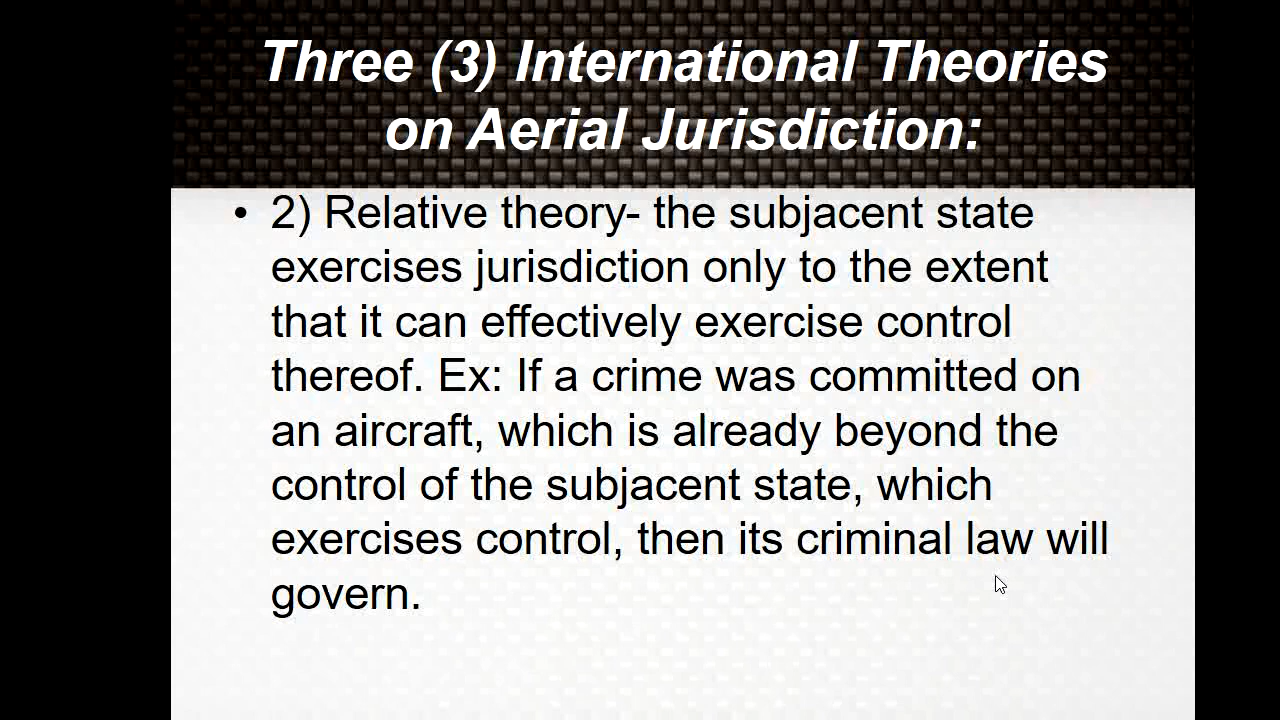 Three (3) International Theories
on Aerial Jurisdiction:
• 2) Relative theory- the subjacent state
exercises jurisdiction only to the extent
that it can effectively exercise control
thereof. Ex: If a crime was committed on
an aircraft, which is already beyond the
control of the subjacent state, which
exercises control, then its criminal law will
govern.